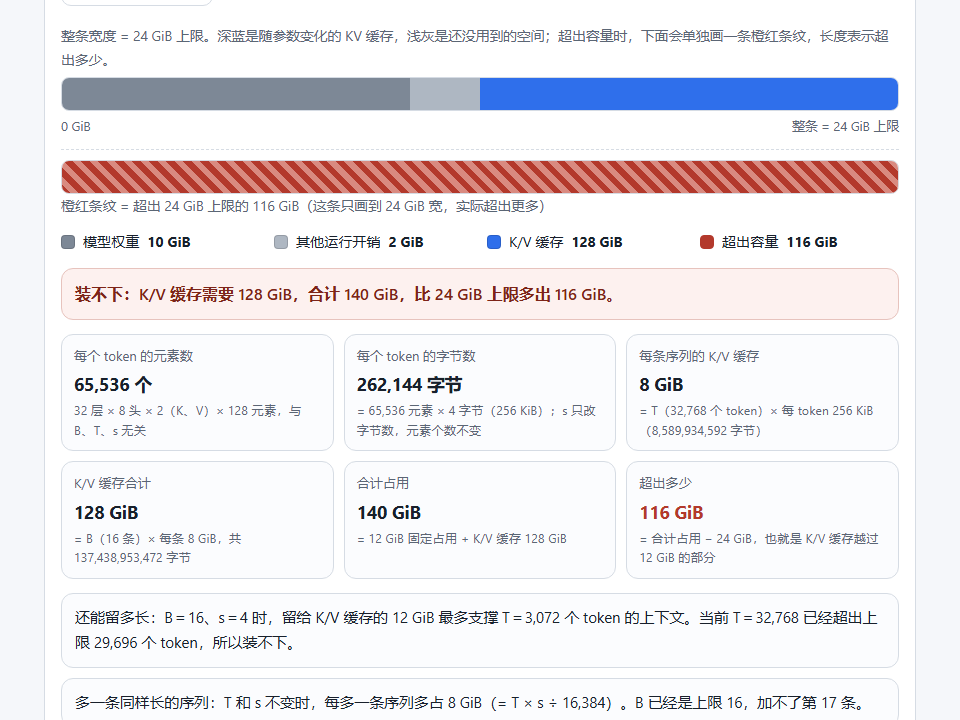 整条宽度 = 24 GiB 上限。深蓝是随参数变化的 KV 缓存，浅灰是还没用到的空间；超出容量时，下面会单独画一条橙红条纹，长度表示超
出多少。
0 GiB
整条 = 24 GiB 上限
橙红条纹 = 超出 24 GiB 上限的 116 GiB（这条只画到 24 GiB 宽，实际超出更多）
模型权重 10 GiB
其他运行开销 2 GiB
K/V 缓存 128 GiB
超出容量 116 GiB
装不下：K/V 缓存需要 128 GiB，合计 140 GiB，比 24 GiB 上限多出 116 GiB。
每个 token 的元素数
65,536 个
32 层 × 8 头 × 2（K、V）× 128 元素，与
B、T、s 无关
每个 token 的字节数
262,144 字节
= 65,536 元素 × 4 字节（256 KiB）；s 只改
字节数，元素个数不变
每条序列的 K/V 缓存
8 GiB
= T（32,768 个 token）× 每 token 256 KiB
（8,589,934,592 字节）
K/V 缓存合计
128 GiB
= B（16 条）× 每条 8 GiB，共
137,438,953,472 字节
合计占用
140 GiB
= 12 GiB 固定占用 + K/V 缓存 128 GiB
超出多少
116 GiB
= 合计占用 − 24 GiB，也就是 K/V 缓存越过
12 GiB 的部分
还能留多长：B = 16、s = 4 时，留给 K/V 缓存的 12 GiB 最多支撑 T = 3,072 个 token 的上下文。当前 T = 32,768 已经超出上
限 29,696 个 token，所以装不下。
多一条同样长的序列：T 和 s 不变时，每多一条序列多占 8 GiB（= T × s ÷ 16,384）。B 已经是上限 16，加不了第 17 条。